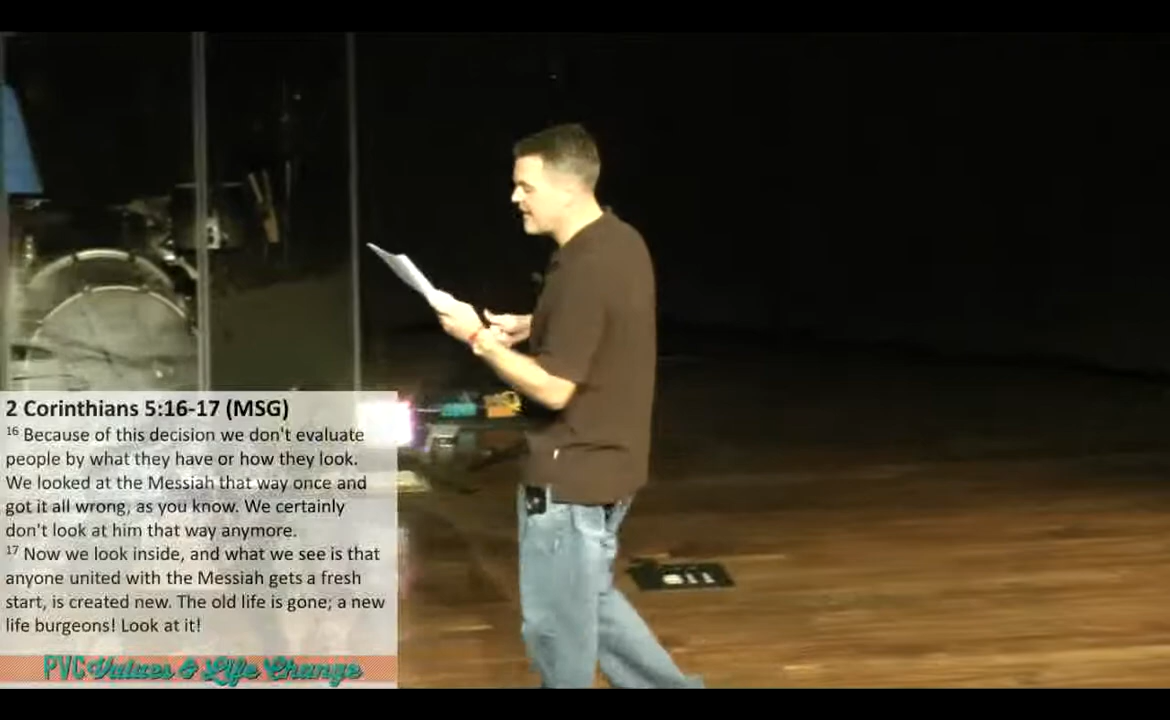 2 Corinthians 5:16-17 (MSG)
16 Because of this decision we don't evaluate
people by what they have or how they look.
We looked at the Messiah that way once and
got it all wrong, as you know. We certainly
don't look at him that way anymore.
17 Now we look inside, and what we see is that
anyone united with the Messiah gets a fresh
start, is created new. The old life is gone; a new
life burgeons! Look at it!
PVC Values & Life Change